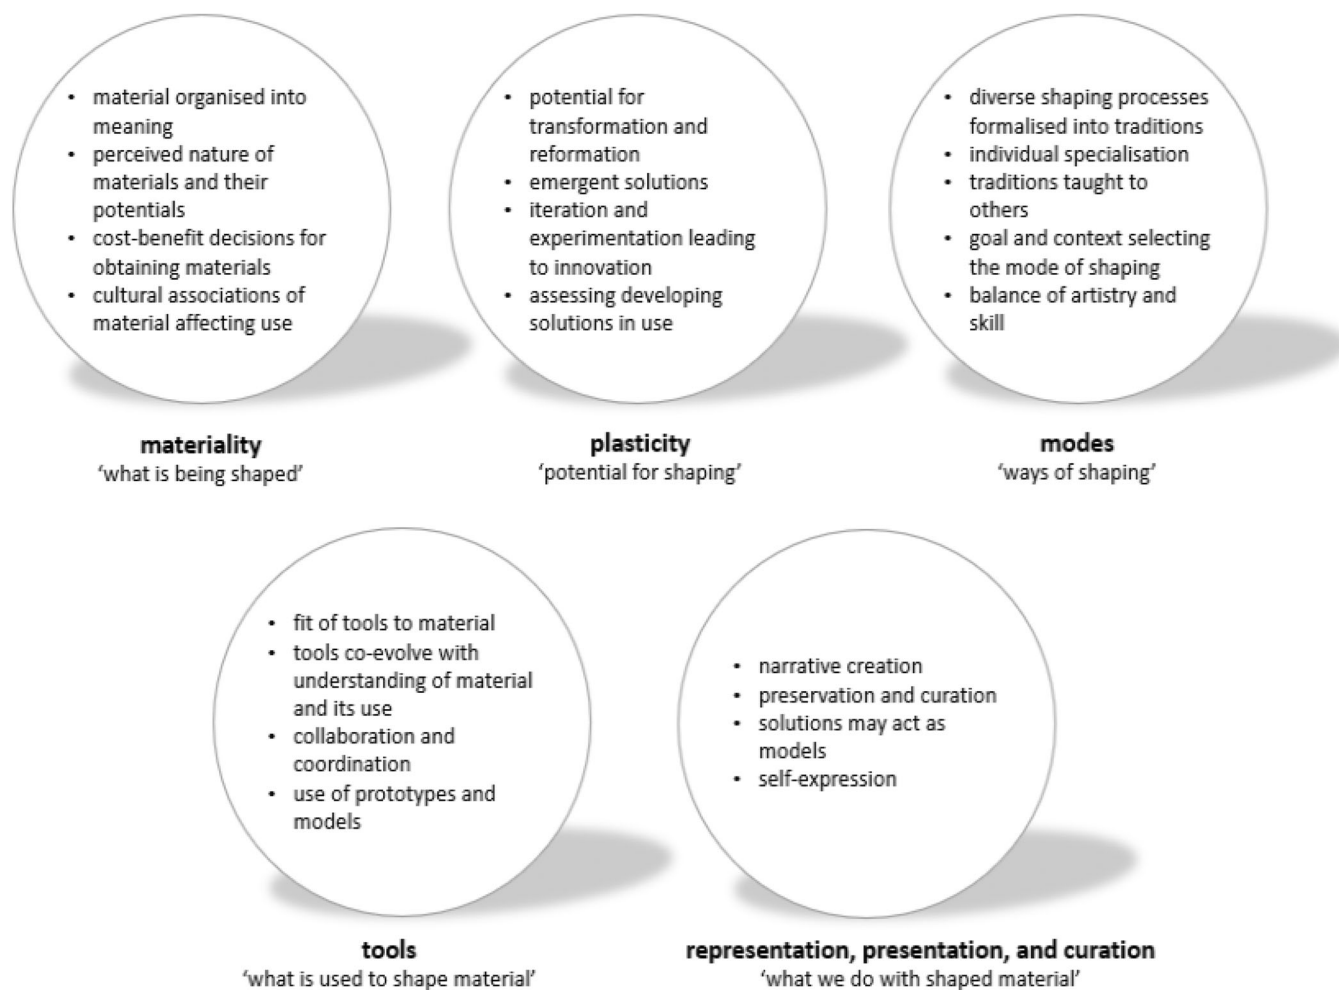 • material organised into
meaning
• perceived nature of
materials and their
potentials
• cost-benefit decisions for
obtaining materials
• cultural associations of
material affecting use
materiality
‘what is being shaped’
• potential for
transformation and
reformation
• emergent solutions
• iteration and
experimentation leading
to innovation
• assessing developing
solutions in use
plasticity
‘potential for shaping’
• diverse shaping processes
formalised into traditions
• individual specialisation
• traditions taught to
others
• goal and context selecting
the mode of shaping
• balance of artistry and
skill
modes
‘ways of shaping’
• fit of tools to material
• tools co-evolve with
understanding of material
and its use
• collaboration and
coordination
• use of prototypes and
models
tools
‘what is used to shape material’
• narrative creation
• preservation and curation
• solutions may act as
models
• self-expression
representation, presentation, and curation
‘what we do with shaped material’